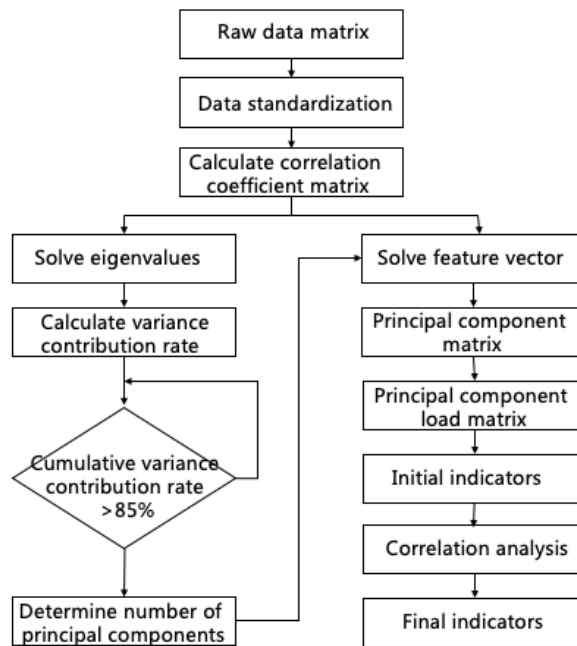 Raw data matrix
Data standardization
Calculate correlation
coefficient matrix
Solve eigenvalues
Calculate variance
contribution rate
Cumulative variance
contribution rate
>85%
Determine number of
principal components
Solve feature vector
Principal component
matrix
Principal component
load matrix
Initial indicators
Correlation analysis
Final indicators